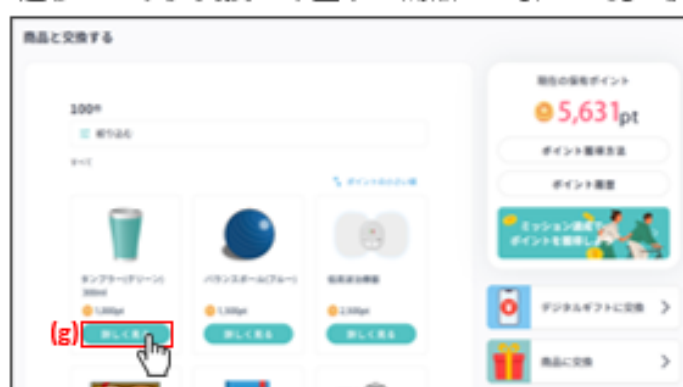 商品と交換する
100件
絞り込む
すべて
ポイントの小さい順
タンブラー(グリーン)
300ml
1,000pt
詳しく見る
バランスボール(ブルー)
1,500pt
詳しく見る
低周波治療器
2,500pt
詳しく見る
(g)
現在の保有ポイント
5,631pt
ポイント獲得方法
ポイント履歴
ミッション達成で
ポイントを獲得し
デジタルギフトに交換
商品に交換